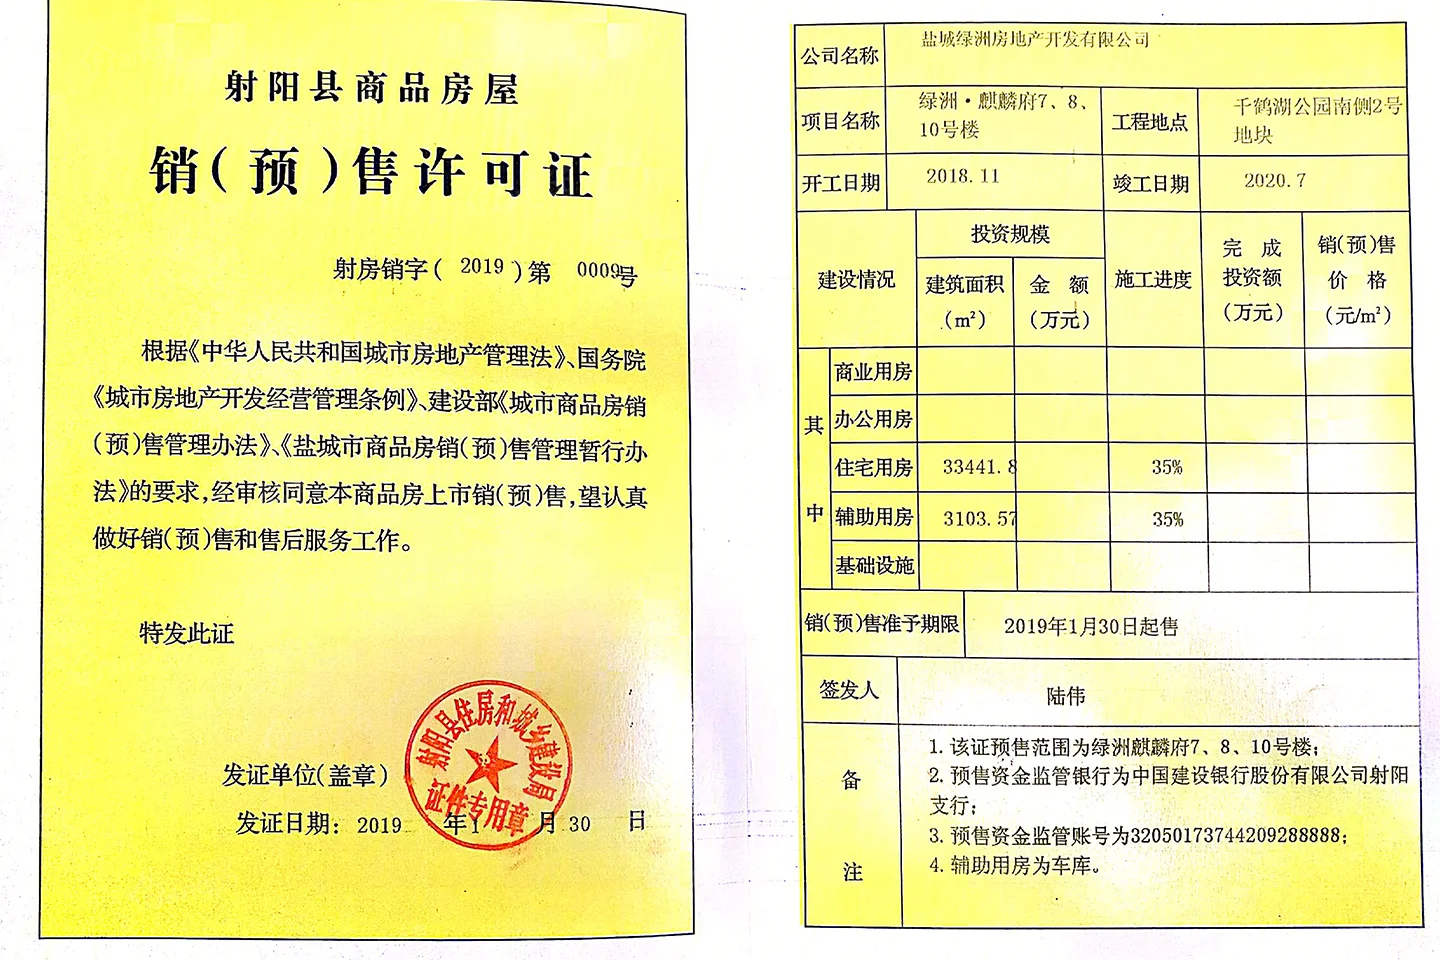 射阳县商品房屋
销(预)售许可证
射房销字(2019)第 0009号
根据《中华人民共和国城市房地产管理法》、国务院
《城市房地产开发经营管理条例》、建设部《城市商品房销
(预)售管理办法》、《盐城市商品房销(预)售管理暂行办
法》的要求,经审核同意本商品房上市销(预)售,望认真
做好销(预)售和售后服务工作。
特发此证
发证单位(盖章)
发证日期: 2019 年1 月30 日
射阳县住房和城乡建设局
证件专用章
公司名称 盐城绿洲房地产开发有限公司
项目名称 绿洲·麒麟府7、8、
10号楼
工程地点 千鹤湖公园南侧2号
地块
开工日期 2018.11 竣工日期 2020.7
建设情况 投资规模
建筑面积
(m²)
金 额
(万元)
施工进度
完 成
投资额
(万元)
销(预)售
价 格
(元/m²)
其中
商业用房
办公用房
住宅用房 33441.8 35%
辅助用房 3103.57 35%
基础设施
销(预)售准予期限 2019年1月30日起售
签发人 陆伟
备注
1. 该证预售范围为绿洲麒麟府7、8、10号楼;
2. 预售资金监管银行为中国建设银行股份有限公司射阳
支行;
3. 预售资金监管账号为32050173744209288888;
4. 辅助用房为车库。